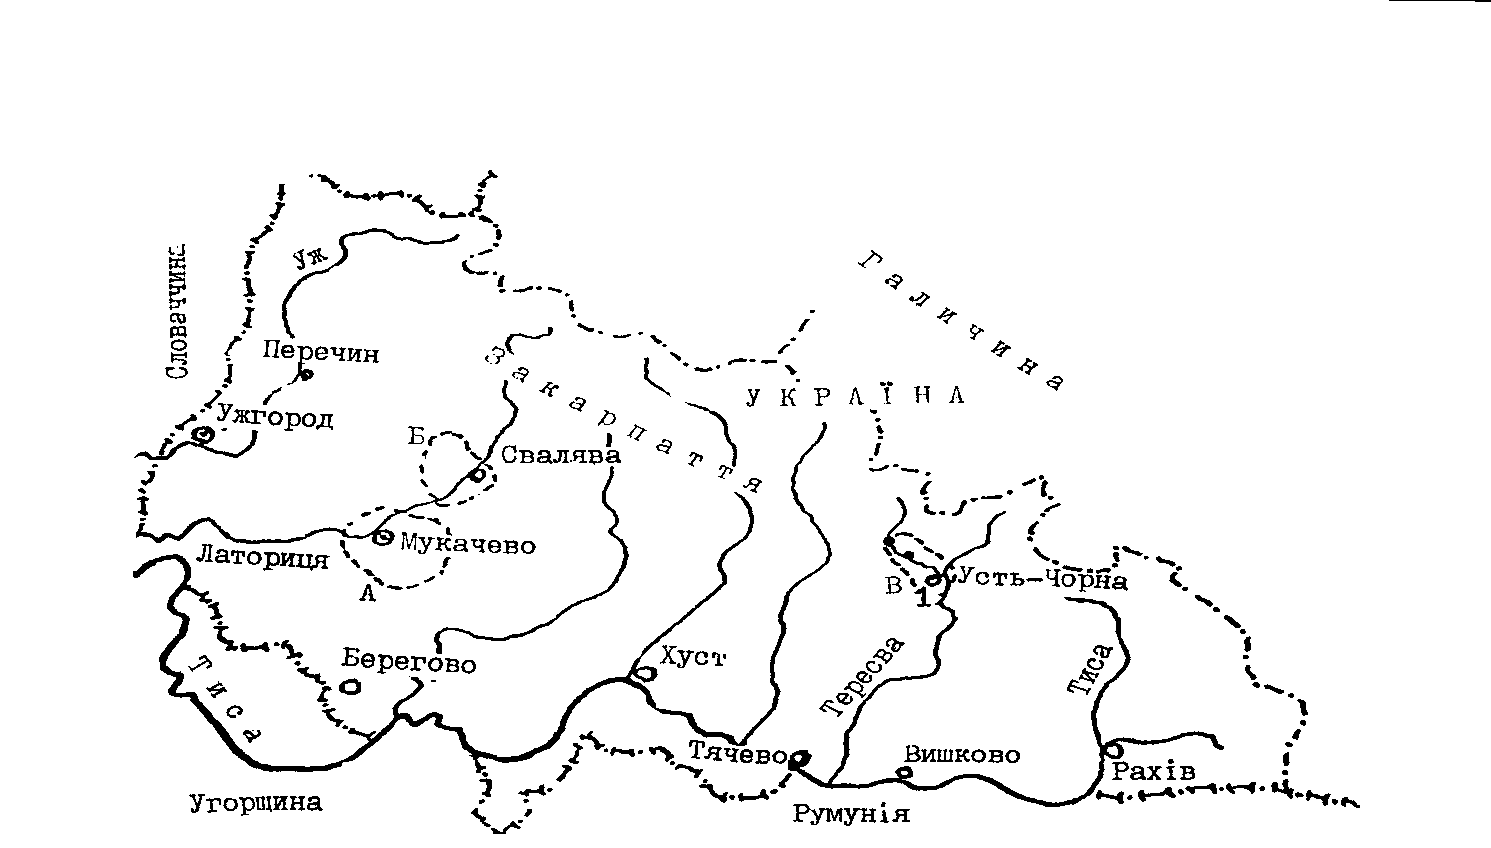 Словаччина
Уж
Галичина
Перечин
Закарпаття
УКРАЇНА
Ужгород
Б
Свалява
Мукачево
Латориця
А
В
1
Усть-Чорна
Берегово
Хуст
Тиса
Тересва
Тиса
Тячево
Вишково
Рахів
Угорщина
Румунія